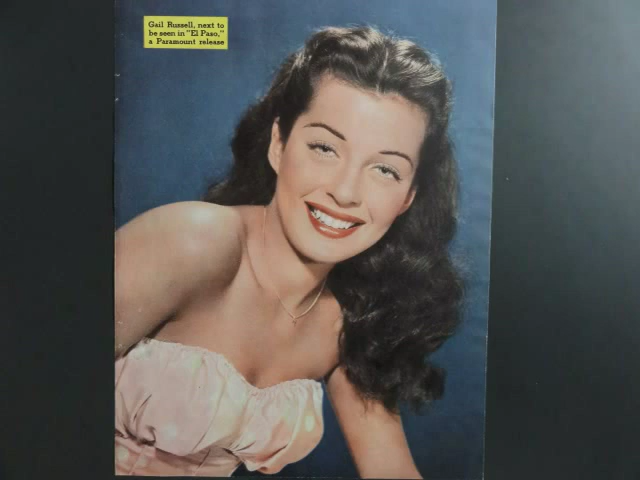 Gail Russell, next to
be seen in "El Paso,"
a Paramount release